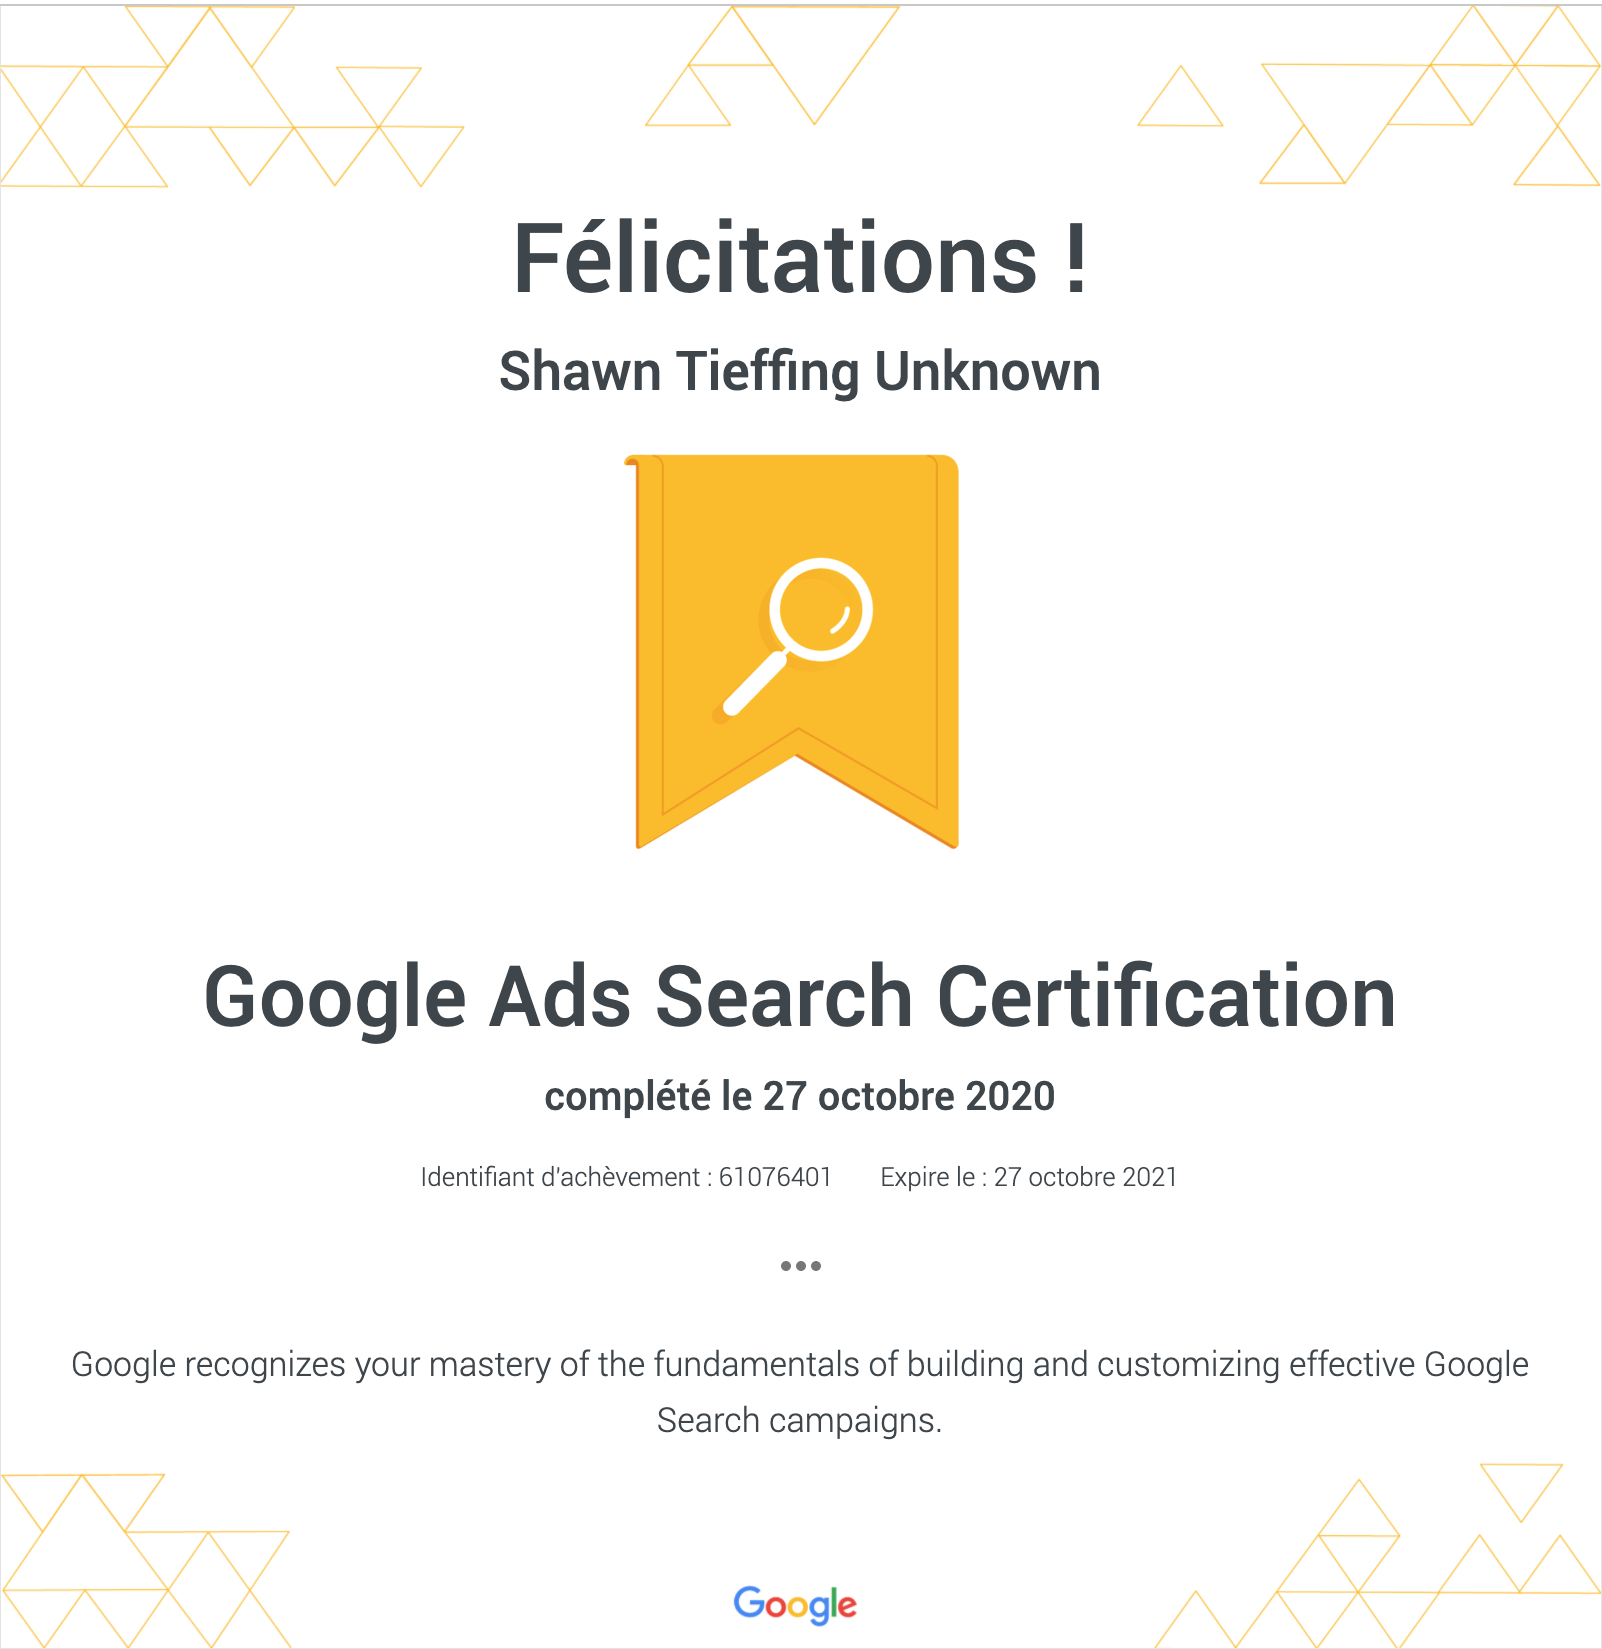 Félicitations !
Shawn Tieffing Unknown
Google Ads Search Certification
complété le 27 octobre 2020
Identifiant d'achèvement : 61076401 Expire le : 27 octobre 2021
•••
Google recognizes your mastery of the fundamentals of building and customizing effective Google
Search campaigns.
Google